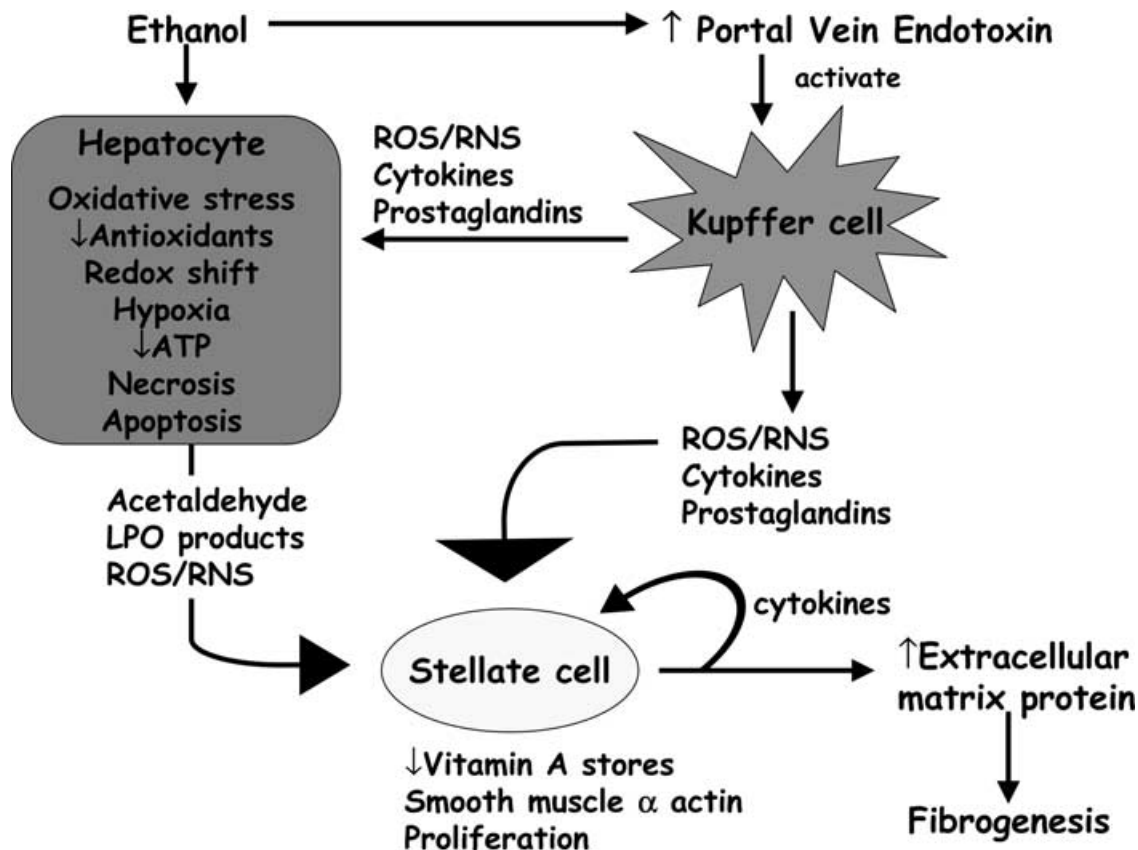 Ethanol
↑ Portal Vein Endotoxin
activate
Hepatocyte
Oxidative stress
↓Antioxidants
Redox shift
Hypoxia
↓ATP
Necrosis
Apoptosis
ROS/RNS
Cytokines
Prostaglandins
Kupffer cell
ROS/RNS
Cytokines
Prostaglandins
Acetaldehyde
LPO products
ROS/RNS
Stellate cell
cytokines
↑Extracellular
matrix protein
↓Vitamin A stores
Smooth muscle α actin
Proliferation
Fibrogenesis